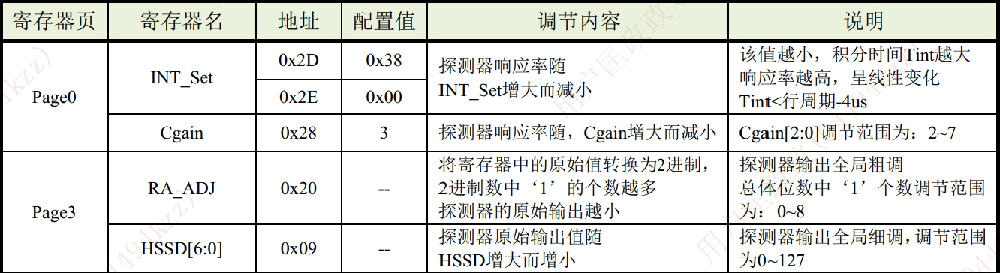 寄存器页 寄存器名 地址 配置值 调节内容 说明
Page0
INT_Set
0x2D 0x38
0x2E 0x00
探测器响应率随
INT_Set增大而减小
该值越小，积分时间Tint越大
响应率越高，呈线性变化
Tint<行周期-4us
Cgain 0x28 3 探测器响应率随，Cgain增大而减小 Cgain[2:0]调节范围为：2~7
Page3
RA_ADJ 0x20 --
将寄存器中的原始值转换为2进制，
2进制数中‘1’的个数越多
探测器的原始输出越小
探测器输出全局粗调
总体位数中‘1’个数调节范围
为：0~8
HSSD[6:0] 0x09 --
探测器原始输出值随
HSSD增大而增小
探测器输出全局细调，调节范围
为0~127
用户匡政政